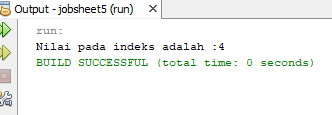 Output - jobsheet5 (run)
run:
Nilai pada indeks adalah :4
BUILD SUCCESSFUL (total time: 0 seconds)